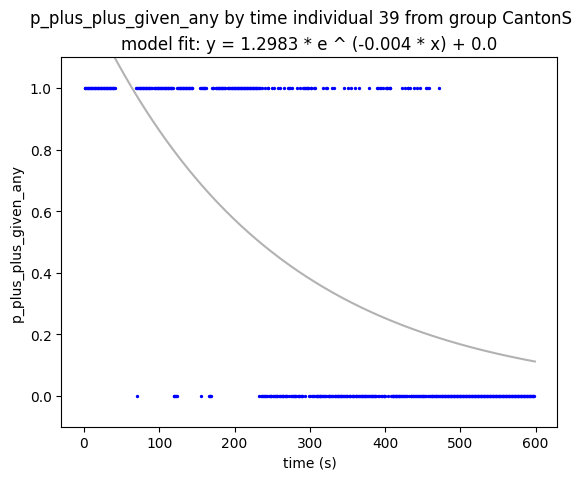 p_plus_plus_given_any by time individual 39 from group CantonS
model fit: y = 1.2983 * e ^ (-0.004 * x) + 0.0
1.0
0.8
0.6
0.4
0.2
0.0
p_plus_plus_given_any
0 100 200 300 400 500 600
time (s)